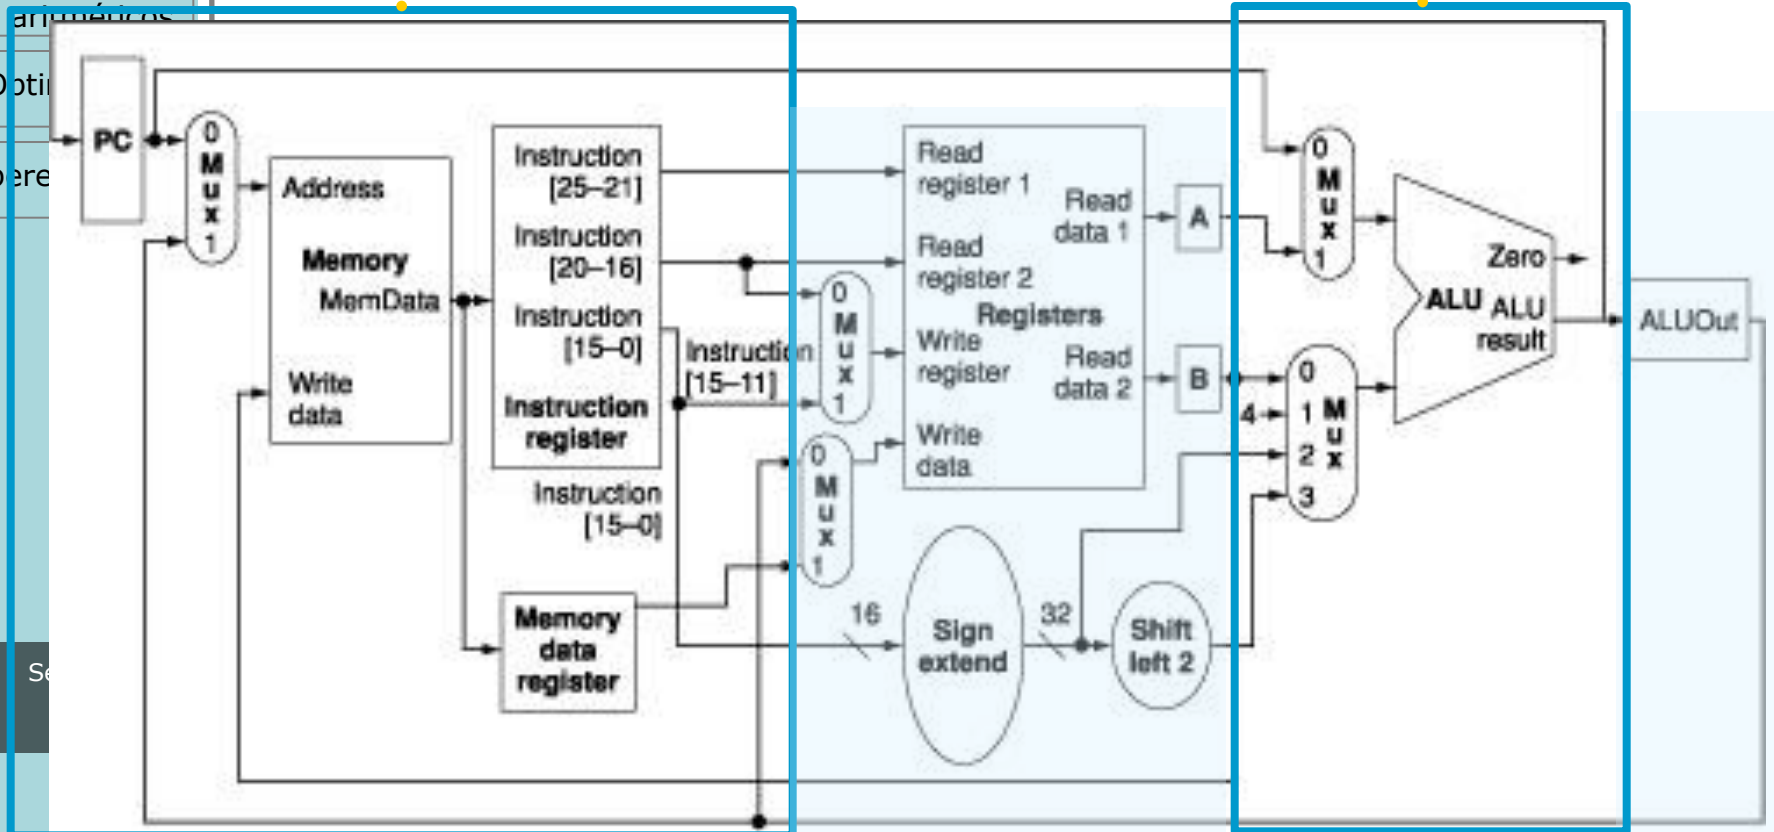 aritméticos
PC
0
M
u
x
1
Address
Memory
MemData
Write
data
Instruction
[25–21]
Instruction
[20–16]
Instruction
[15–0]
Instruction
register
Instruction
[15–0]
Instruction
[15–11]
Memory
data
register
0
M
u
x
1
0
M
u
x
1
Read
register 1
Read
register 2
Registers
Write
register
Write
data
Read
data 1
Read
data 2
16
Sign
extend
32
Shift
left 2
A
B
4
0
M
u
x
1
0
1
2
3
M
u
x
Zero
ALU
ALU
result
ALUOut